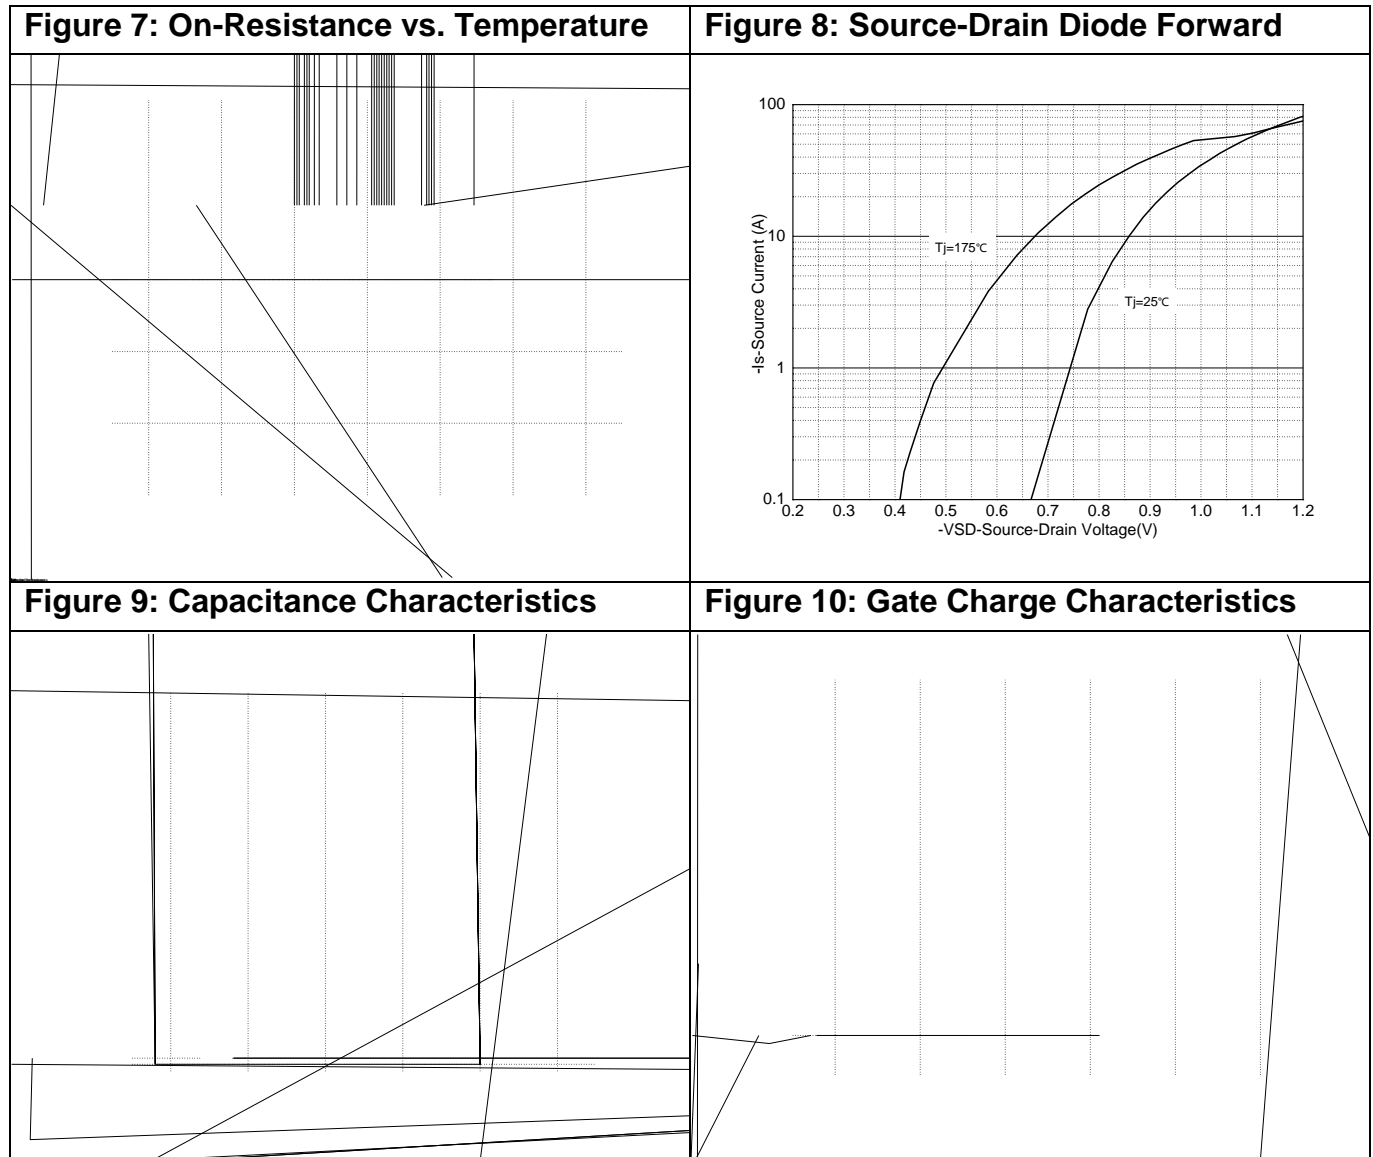 Figure 7: On-Resistance vs. Temperature
Figure 8: Source-Drain Diode Forward
100
10
1
0.1
-Is-Source Current (A)
Tj=175℃
Tj=25℃
0.2 0.3 0.4 0.5 0.6 0.7 0.8 0.9 1.0 1.1 1.2
-VSD-Source-Drain Voltage(V)
Figure 9: Capacitance Characteristics
Figure 10: Gate Charge Characteristics